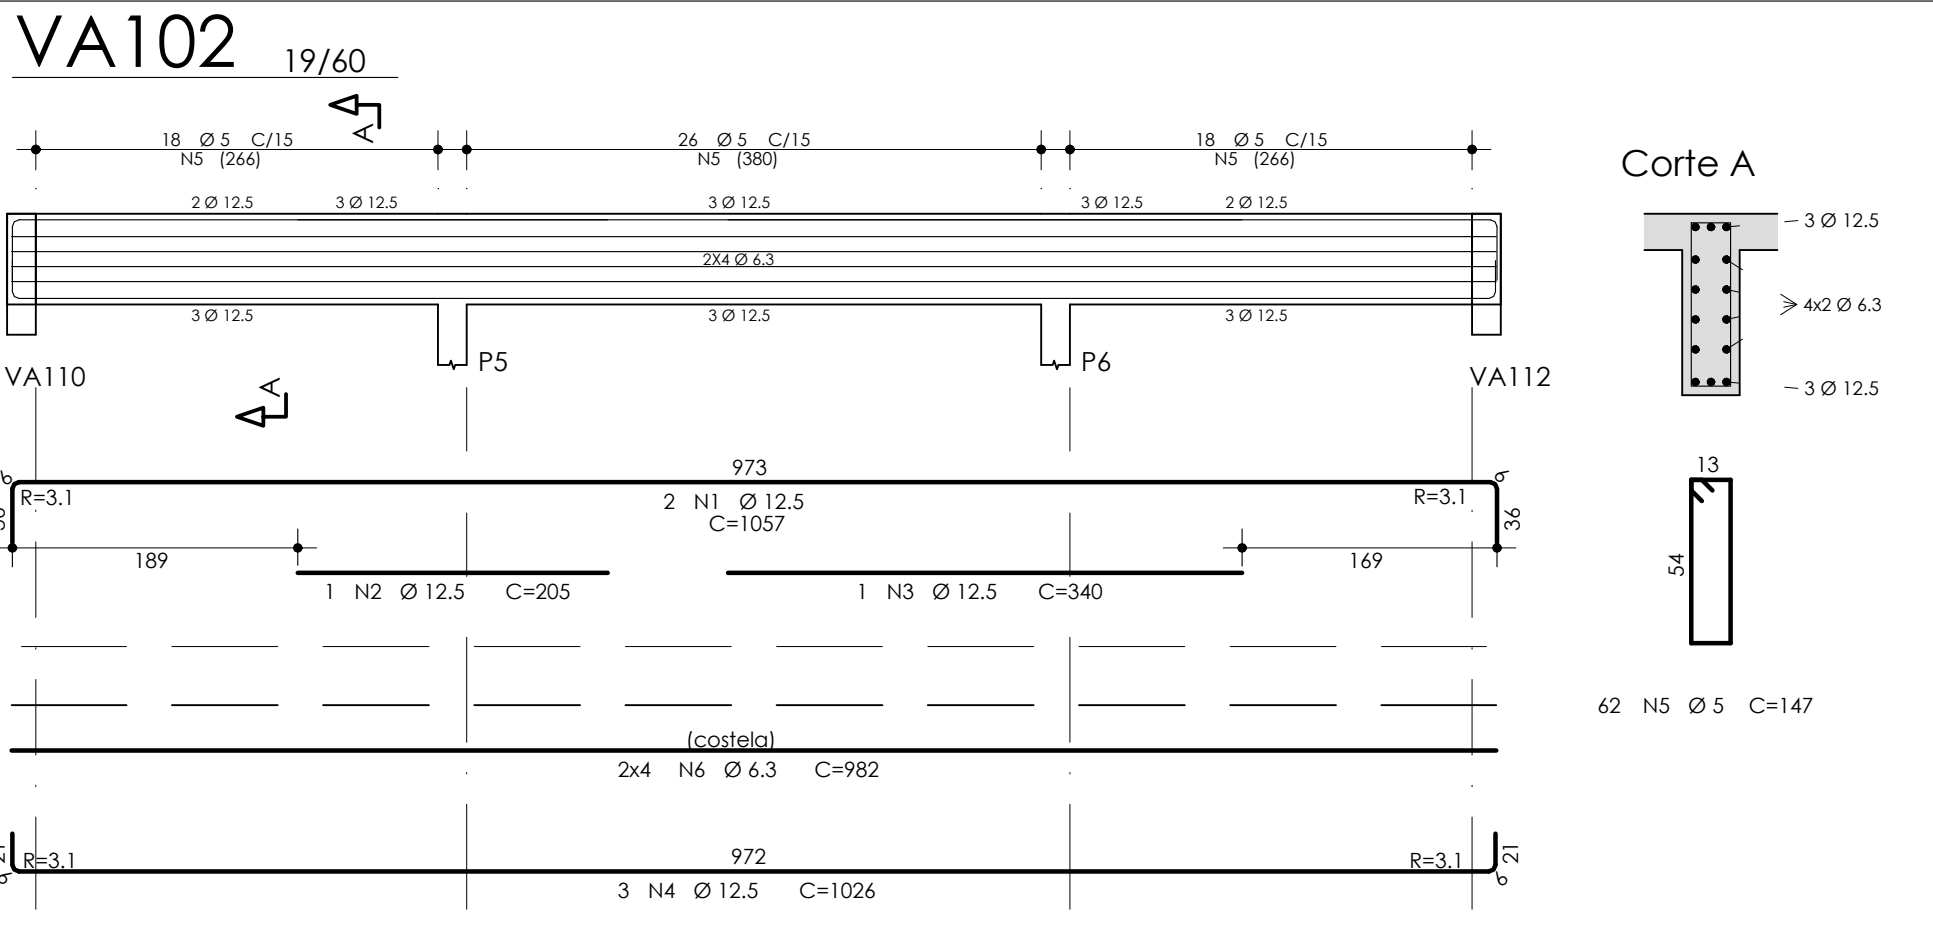 VA102 19/60
A
18 Ø 5 C/15
N5 (266)
26 Ø 5 C/15
N5 (380)
18 Ø 5 C/15
N5 (266)
Corte A
2 Ø 12.5 3 Ø 12.5 3 Ø 12.5 3 Ø 12.5 2 Ø 12.5
3 Ø 12.5
2X4 Ø 6.3
4x2 Ø 6.3
3 Ø 12.5 3 Ø 12.5 3 Ø 12.5
P5 P6
VA110 VA112
3 Ø 12.5
A
973
9 9
R=3.1 R=3.1
2 N1 Ø 12.5
C=1057
36
13
54
189 169
1 N2 Ø 12.5 C=205
1 N3 Ø 12.5 C=340
62 N5 Ø 5 C=147
(costela)
2x4 N6 Ø 6.3 C=982
21 972 21
R=3.1 R=3.1
9 9
3 N4 Ø 12.5 C=1026